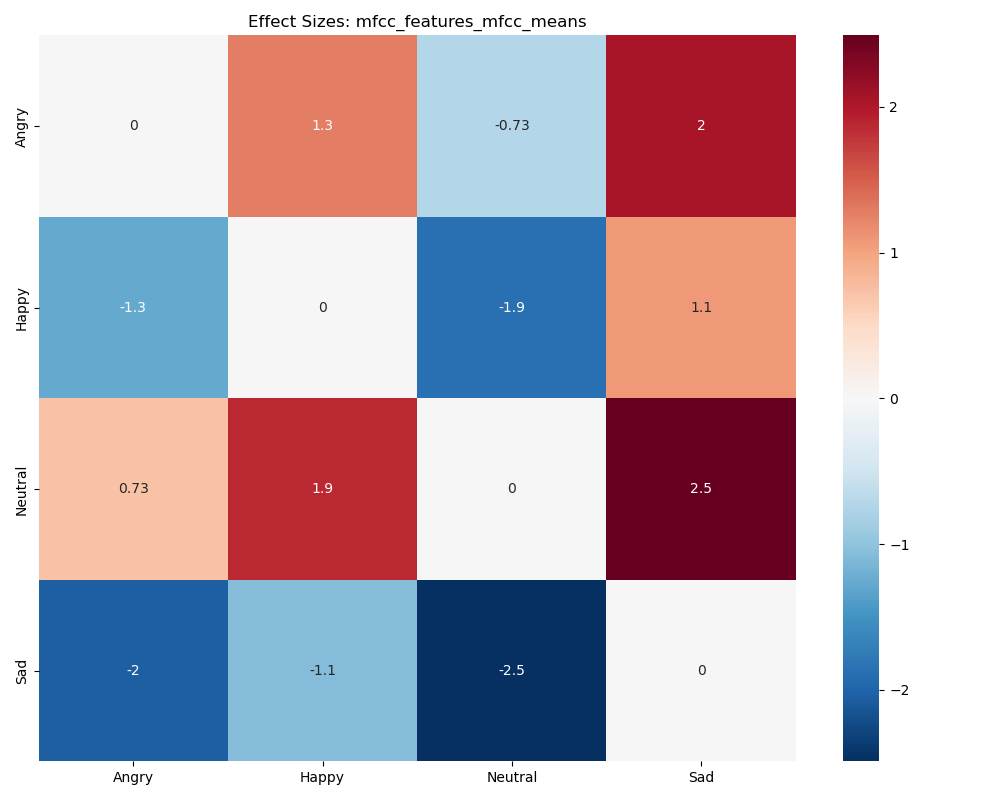 Effect Sizes: mfcc_features_mfcc_means
Angry 0 1.3 -0.73 2
Happy -1.3 0 -1.9 1.1
Neutral 0.73 1.9 0 2.5
Sad -2 -1.1 -2.5 0
Angry Happy Neutral Sad
2
1
0
−1
−2